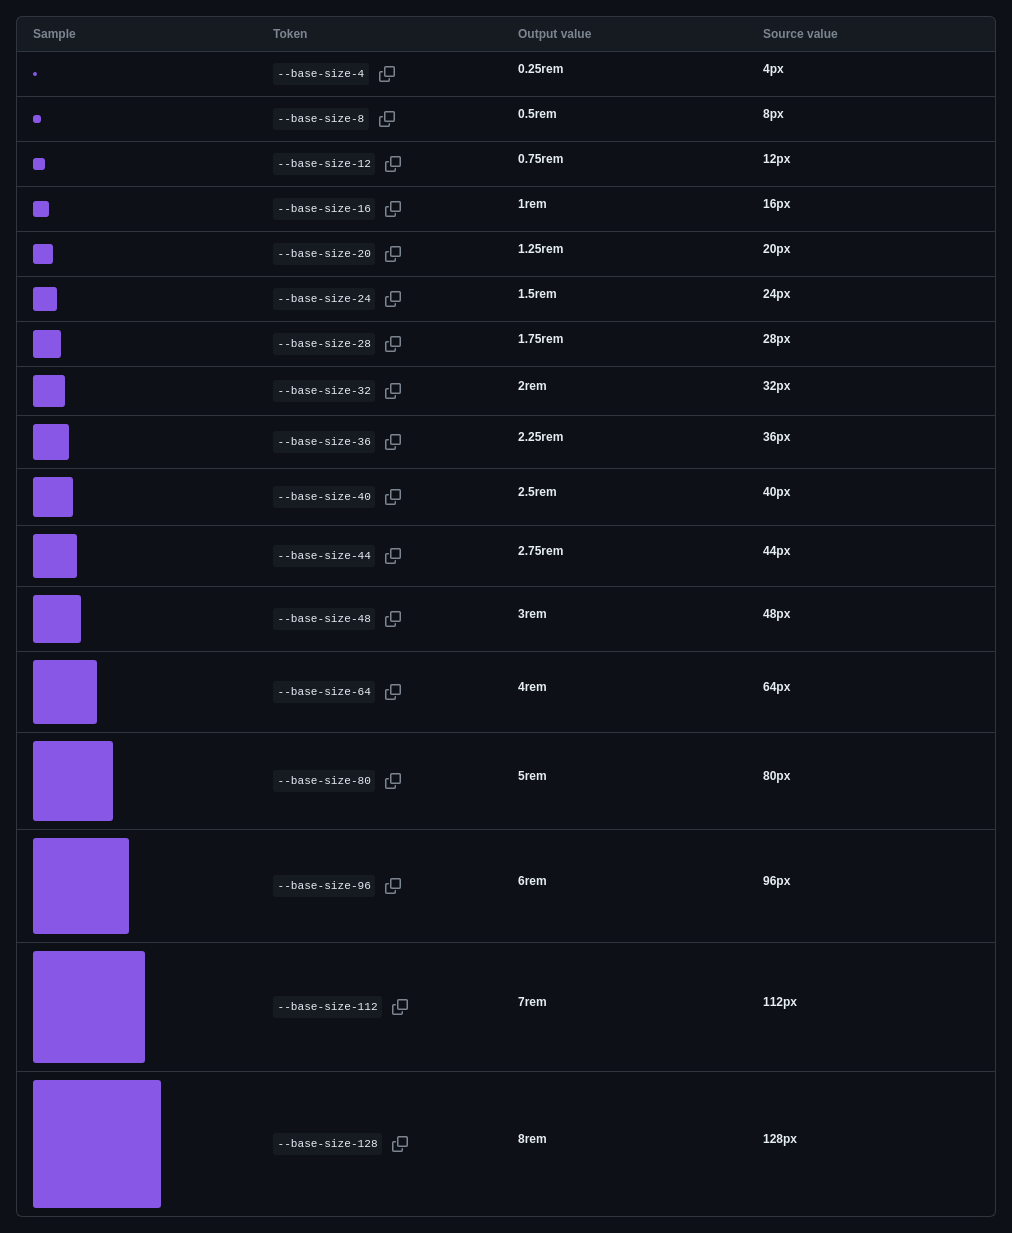 Sample Token Output value Source value
--base-size-4 0.25rem 4px
--base-size-8 0.5rem 8px
--base-size-12 0.75rem 12px
--base-size-16 1rem 16px
--base-size-20 1.25rem 20px
--base-size-24 1.5rem 24px
--base-size-28 1.75rem 28px
--base-size-32 2rem 32px
--base-size-36 2.25rem 36px
--base-size-40 2.5rem 40px
--base-size-44 2.75rem 44px
--base-size-48 3rem 48px
--base-size-64 4rem 64px
--base-size-80 5rem 80px
--base-size-96 6rem 96px
--base-size-112 7rem 112px
--base-size-128 8rem 128px